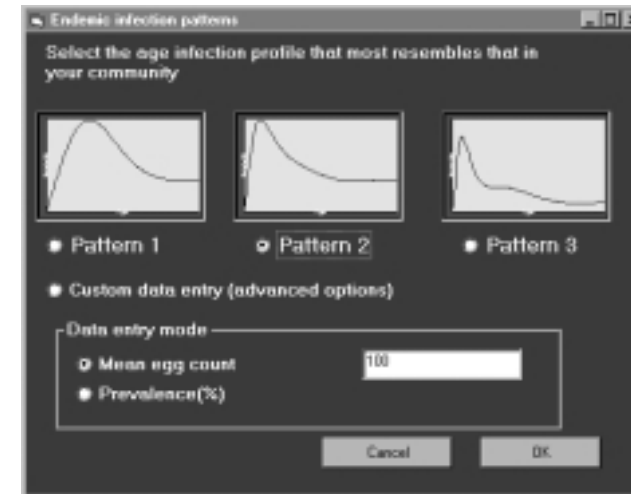 Endemic infection patterns
Select the age infection profile that most resembles that in
your community
Pattern 1
Pattern 2
Pattern 3
Custom data entry (advanced options)
Data entry mode
Mean egg count
100
Prevalence(%)
Cancel
OK